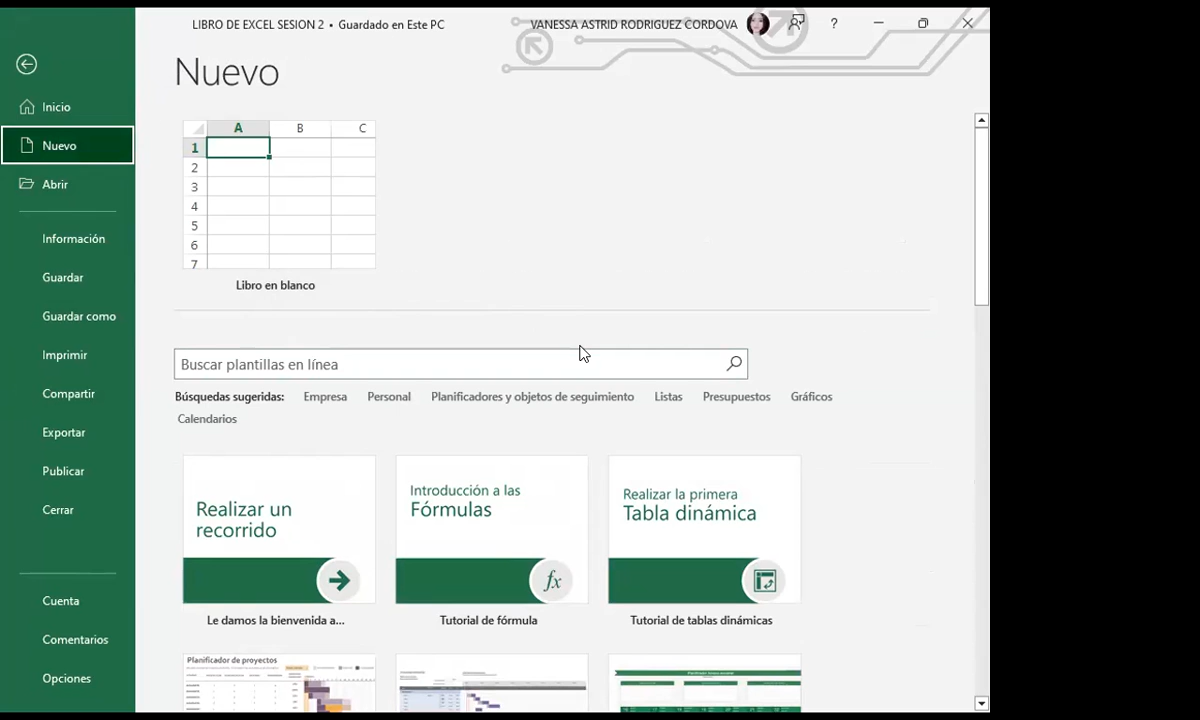 LIBRO DE EXCEL SESION 2 • Guardado en Este PC
VANESSA ASTRID RODRIGUEZ CORDOVA
?
Nuevo
Inicio
Nuevo
Abrir
Información
Guardar
Guardar como
Imprimir
Compartir
Exportar
Publicar
Cerrar
Cuenta
Comentarios
Opciones
A B C
1
2
3
4
5
6
7
Libro en blanco
Buscar plantillas en línea
Búsquedas sugeridas: Empresa Personal Planificadores y objetos de seguimiento Listas Presupuestos Gráficos
Calendarios
Realizar un
recorrido
Le damos la bienvenida a...
Introducción a las
Fórmulas
fx
Tutorial de fórmula
Realizar la primera
Tabla dinámica
Tutorial de tablas dinámicas
Planificador de proyectos